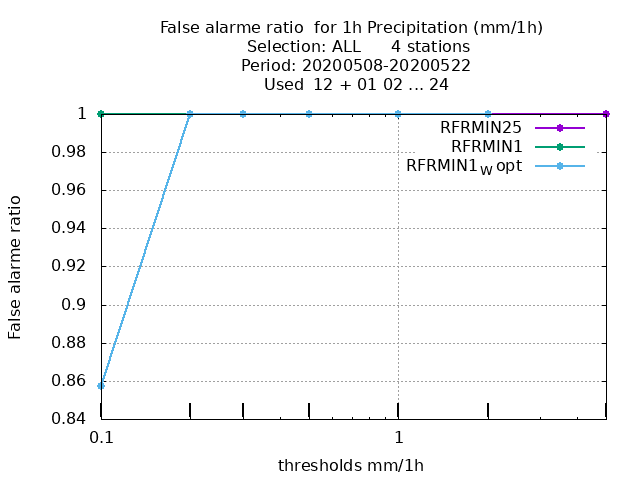 False alarme ratio for 1h Precipitation (mm/1h)
Selection: ALL 4 stations
Period: 20200508-20200522
Used 12 + 01 02 ... 24
1
0.98
0.96
0.94
0.92
0.9
0.88
0.86
0.84
False alarme ratio
RFRMIN25
RFRMIN1
RFRMIN1W opt
0.1
1
thresholds mm/1h